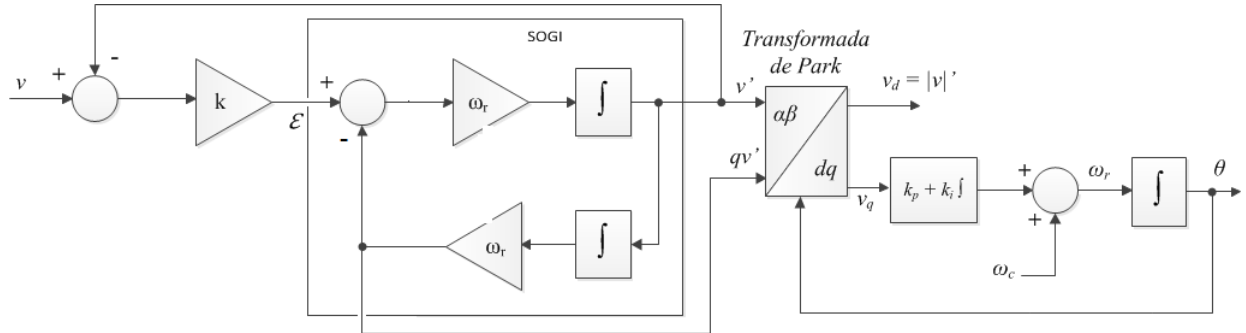 SOGI
Transformada
de Park
v
+
-
k
ε
+
-
ω_r
∫
v'
αβ
dq
v_d = |v|'
qv'
v_q
k_p + k_i ∫
+
+
ω_r
∫
θ
ω_r
∫
ω_c